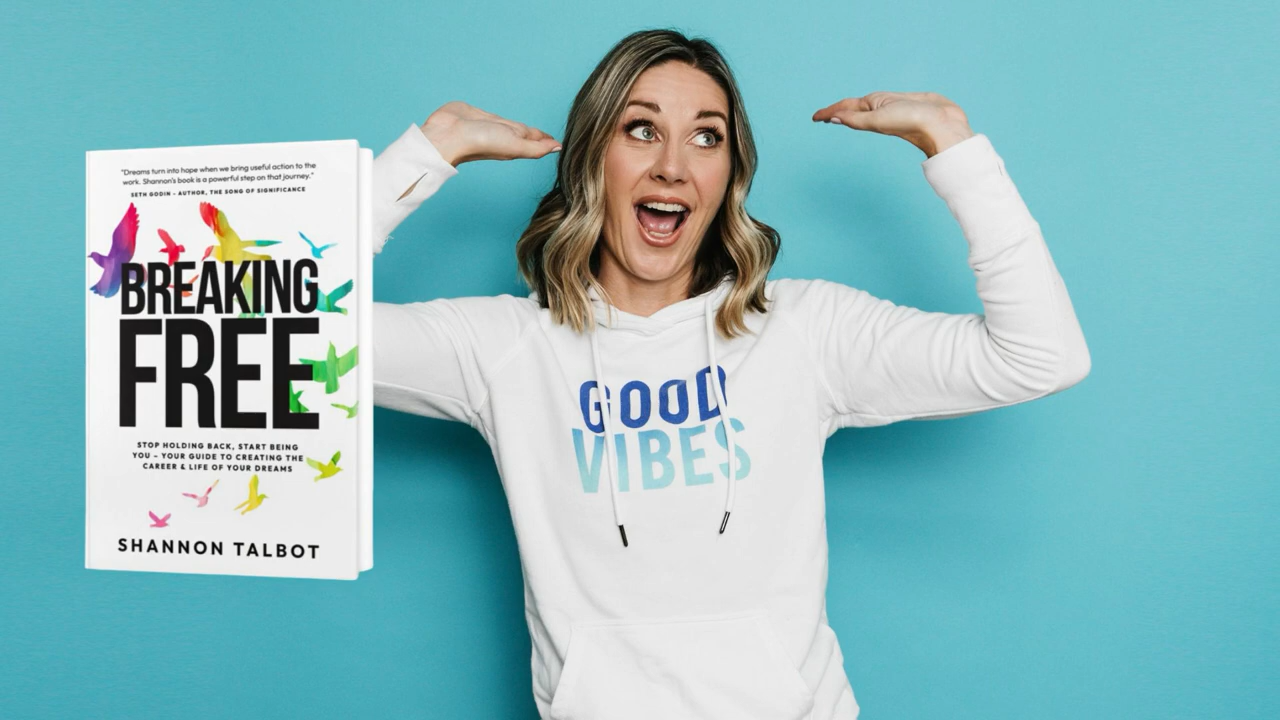 "Dreams turn into hope when we bring useful action to the
work. Shannon's book is a powerful step on that journey."
SETH GODIN – AUTHOR, THE SONG OF SIGNIFICANCE
BREAKING
FREE
STOP HOLDING BACK, START BEING
YOU – YOUR GUIDE TO CREATING THE
CAREER & LIFE OF YOUR DREAMS
SHANNON TALBOT
GOOD
VIBES